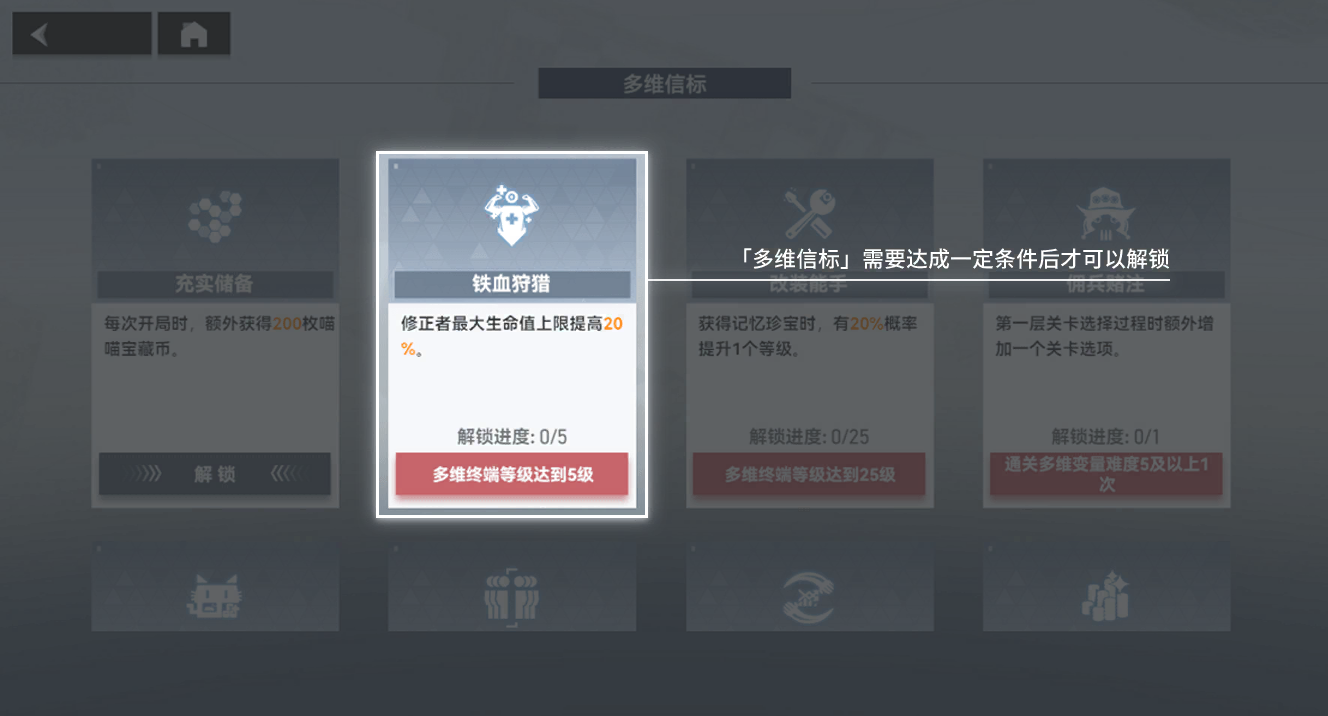 多维信标
充实储备
每次开局时，额外获得200枚喵
喵宝藏币。
解锁
铁血狩猎
修正者最大生命值上限提高20
%。
解锁进度: 0/5
多维终端等级达到5级
「多维信标」需要达成一定条件后才可以解锁
改装能手
获得记忆珍宝时，有20%概率
提升1个等级。
解锁进度: 0/25
多维终端等级达到25级
佣兵赌注
第一层关卡选择过程时额外增
加一个关卡选项。
解锁进度: 0/1
通关多维变量难度5及以上1
次